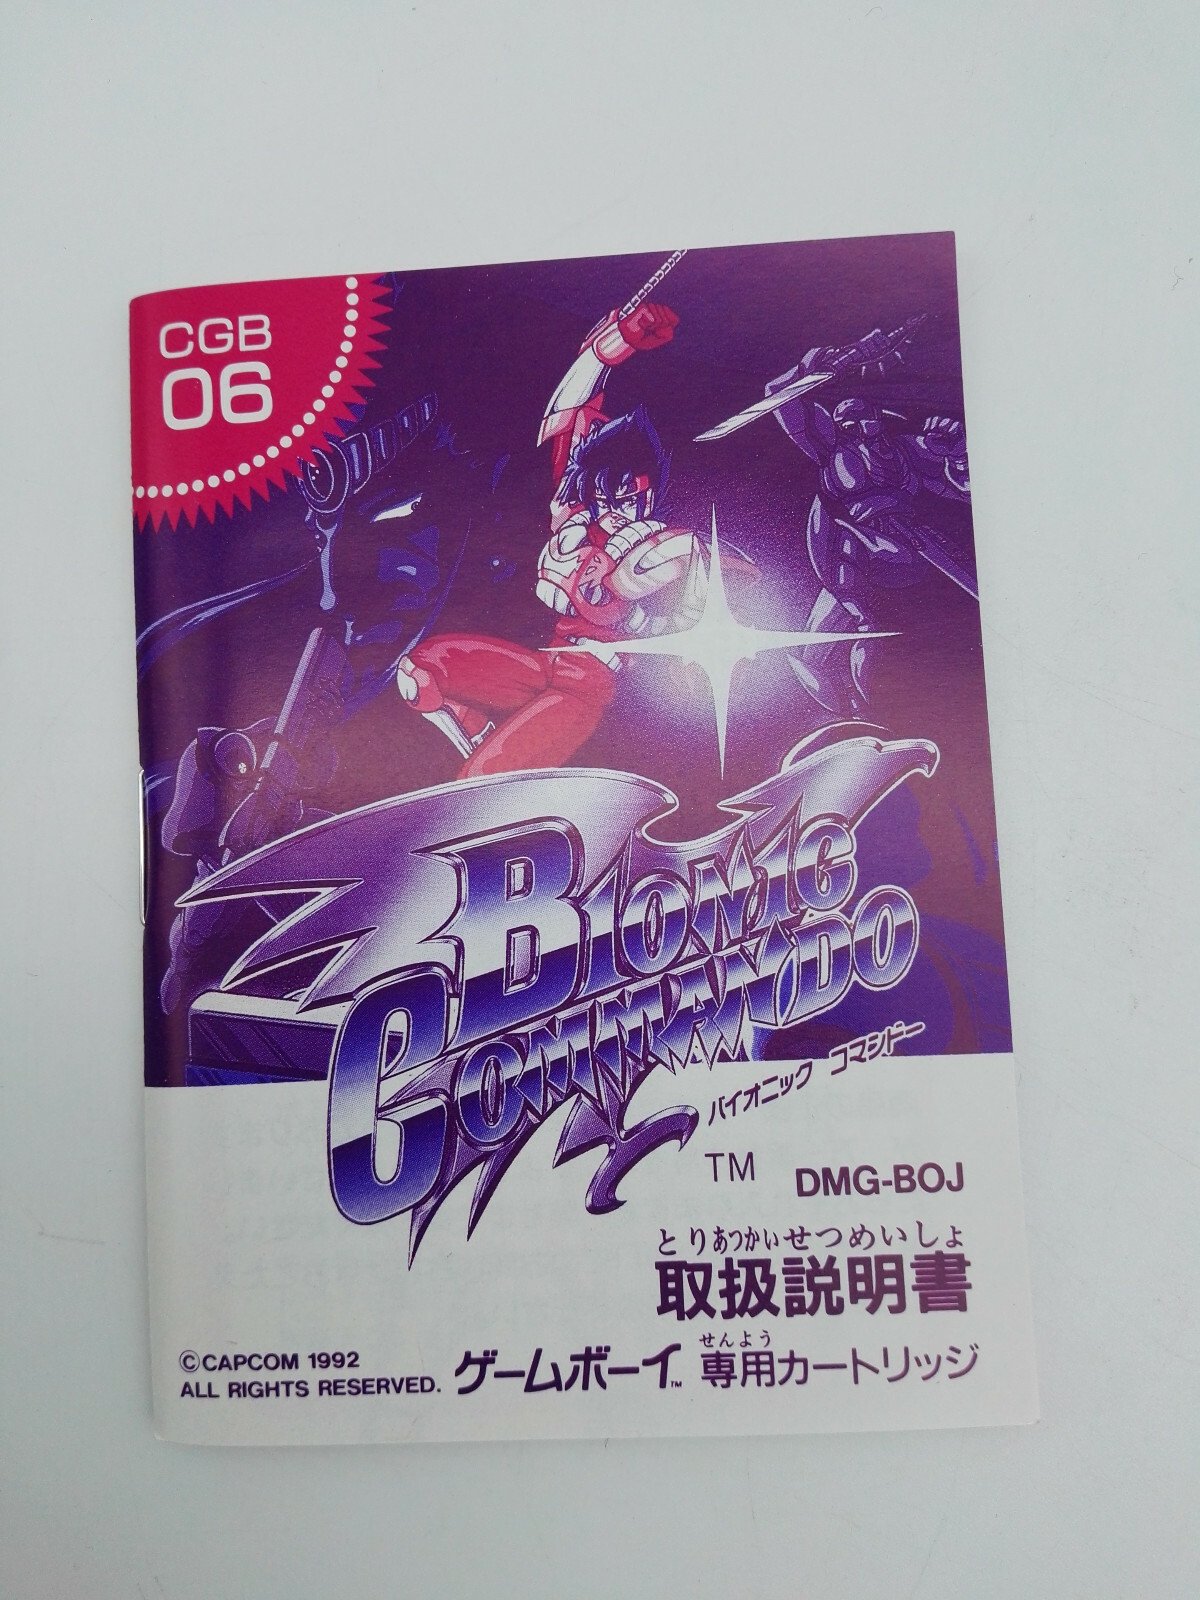 CGB
06
BIONIC
COMMANDO
バイオニック コマンドー
TM
DMG-BOJ
とりあつかいせつめいしょ
取扱説明書
せんよう
©CAPCOM 1992
ALL RIGHTS RESERVED.
ゲームボーイ™ 専用カートリッジ